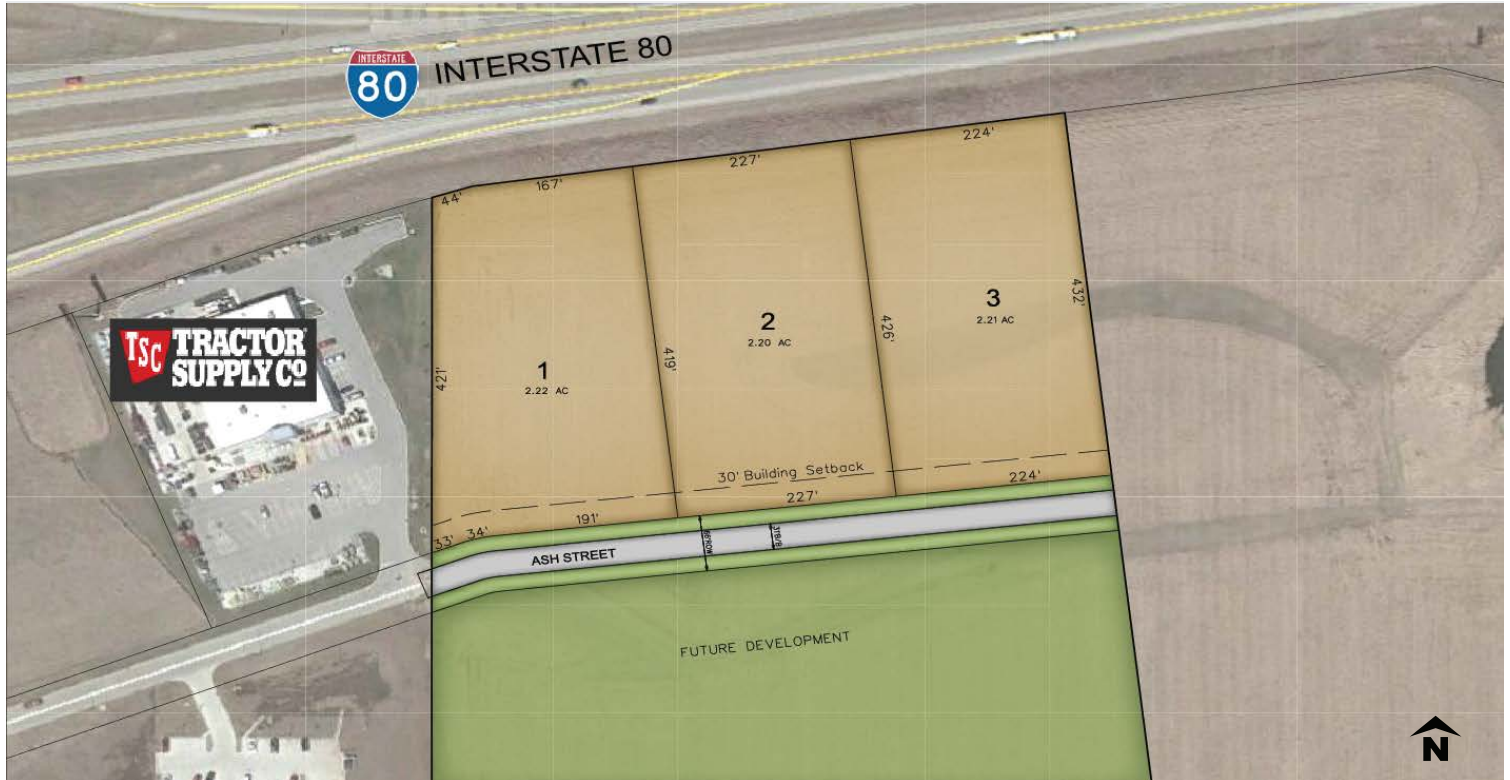 INTERSTATE
80
INTERSTATE 80
44'
167'
227'
224'
TSC
TRACTOR
SUPPLY CO
421'
1
2.22 AC
419'
2
2.20 AC
426'
3
2.21 AC
432'
30' Building Setback
33'
34'
191'
227'
224'
ASH STREET
FUTURE DEVELOPMENT
N